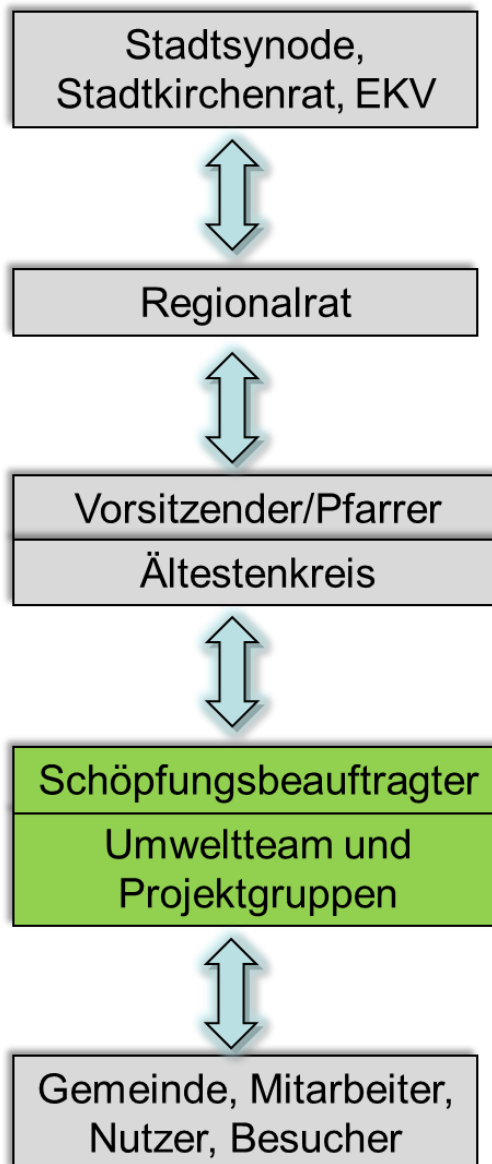 Stadtsynode,
Stadtkirchenrat, EKV
Regionalrat
Vorsitzender/Pfarrer
Ältestenkreis
Schöpfungsbeauftragter
Umweltteam und
Projektgruppen
Gemeinde, Mitarbeiter,
Nutzer, Besucher